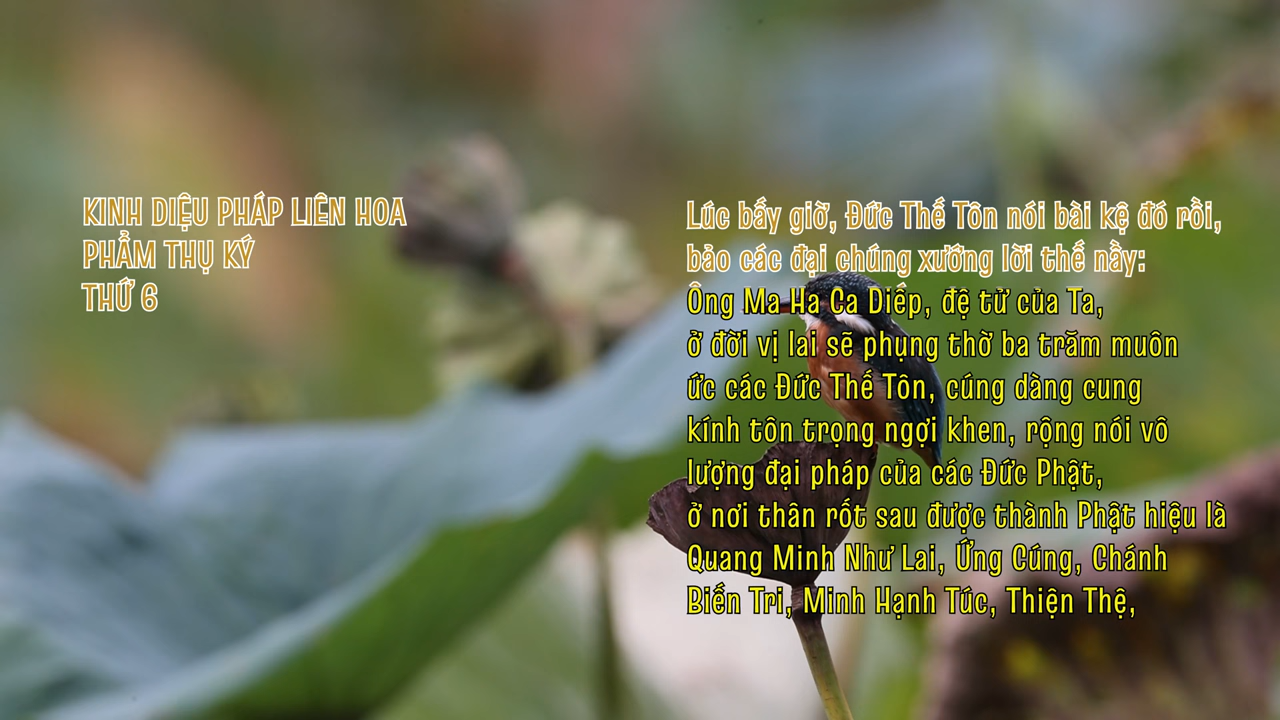 KINH DIỆU PHÁP LIÊN HOA
PHẨM THỤ KÝ
THỨ 6
Lúc bấy giờ, Đức Thế Tôn nói bài kệ đó rồi,
bảo các đại chúng xướng lời thế nầy:
Ông Ma Ha Ca Diếp, đệ tử của Ta,
ở đời vị lai sẽ phụng thờ ba trăm muôn
ức các Đức Thế Tôn, cúng dàng cung
kính tôn trọng ngợi khen, rộng nói vô
lượng đại pháp của các Đức Phật,
ở nơi thân rốt sau được thành Phật hiệu là
Quang Minh Như Lai, Ứng Cúng, Chánh
Biến Tri, Minh Hạnh Túc, Thiện Thệ,